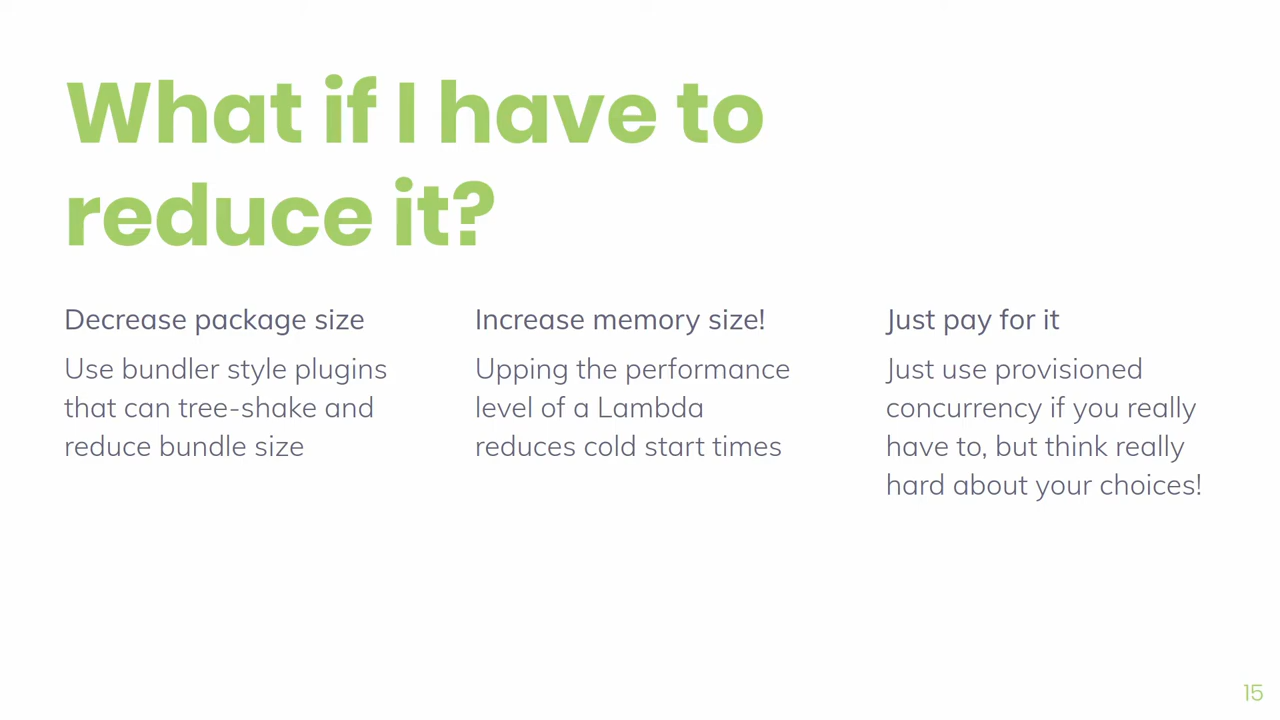 What if I have to
reduce it?
Decrease package size
Use bundler style plugins
that can tree-shake and
reduce bundle size
Increase memory size!
Upping the performance
level of a Lambda
reduces cold start times
Just pay for it
Just use provisioned
concurrency if you really
have to, but think really
hard about your choices!
15